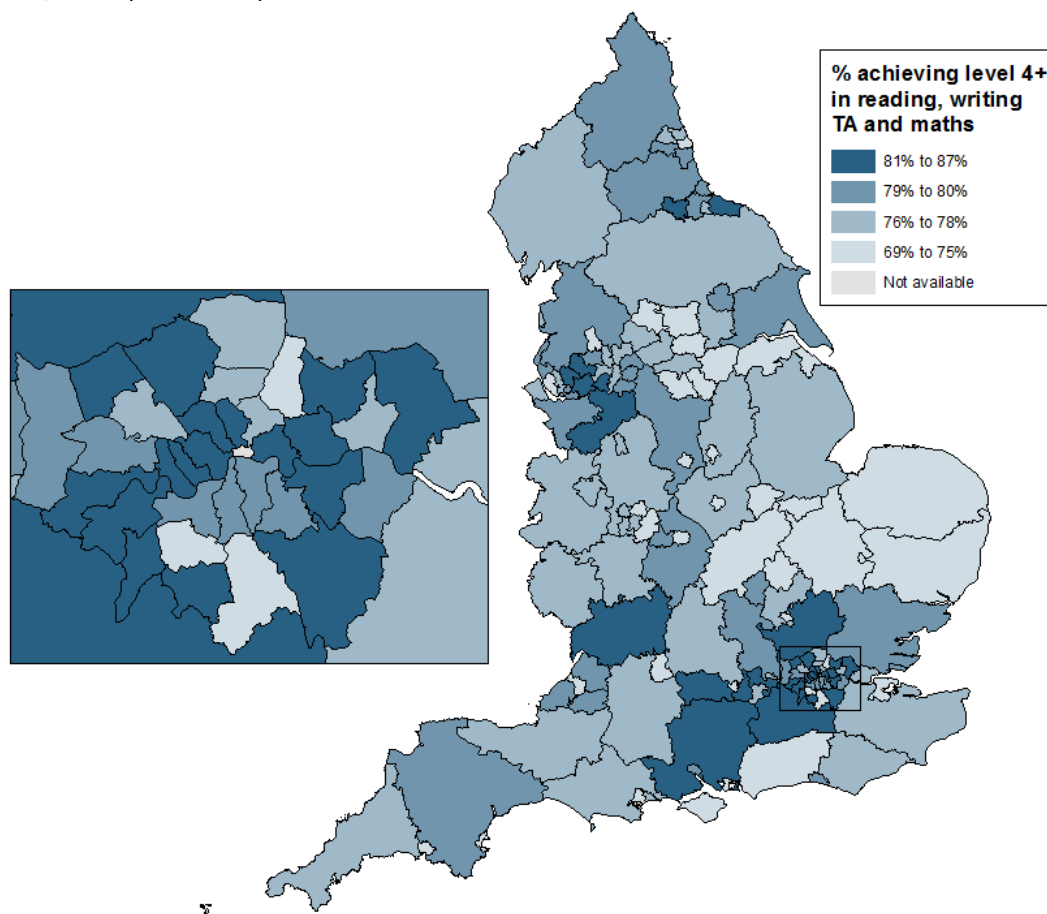 % achieving level 4+
in reading, writing
TA and maths
81% to 87%
79% to 80%
76% to 78%
69% to 75%
Not available